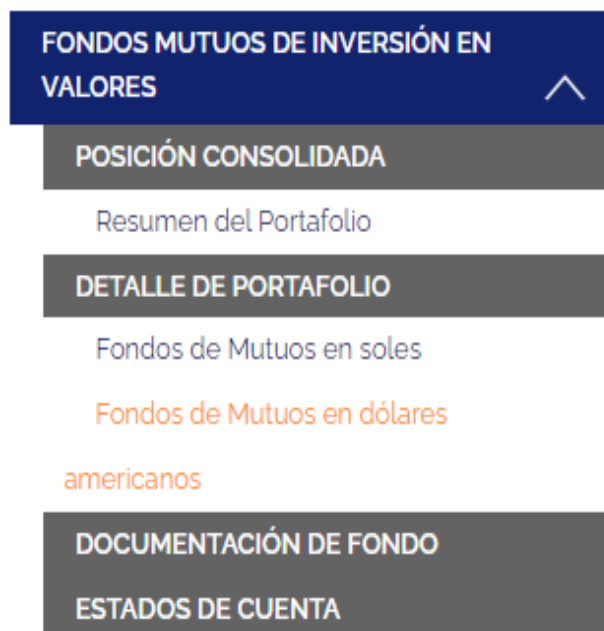 FONDOS MUTUOS DE INVERSIÓN EN
VALORES
POSICIÓN CONSOLIDADA
Resumen del Portafolio
DETALLE DE PORTAFOLIO
Fondos de Mutuos en soles
Fondos de Mutuos en dólares
americanos
DOCUMENTACIÓN DE FONDO
ESTADOS DE CUENTA